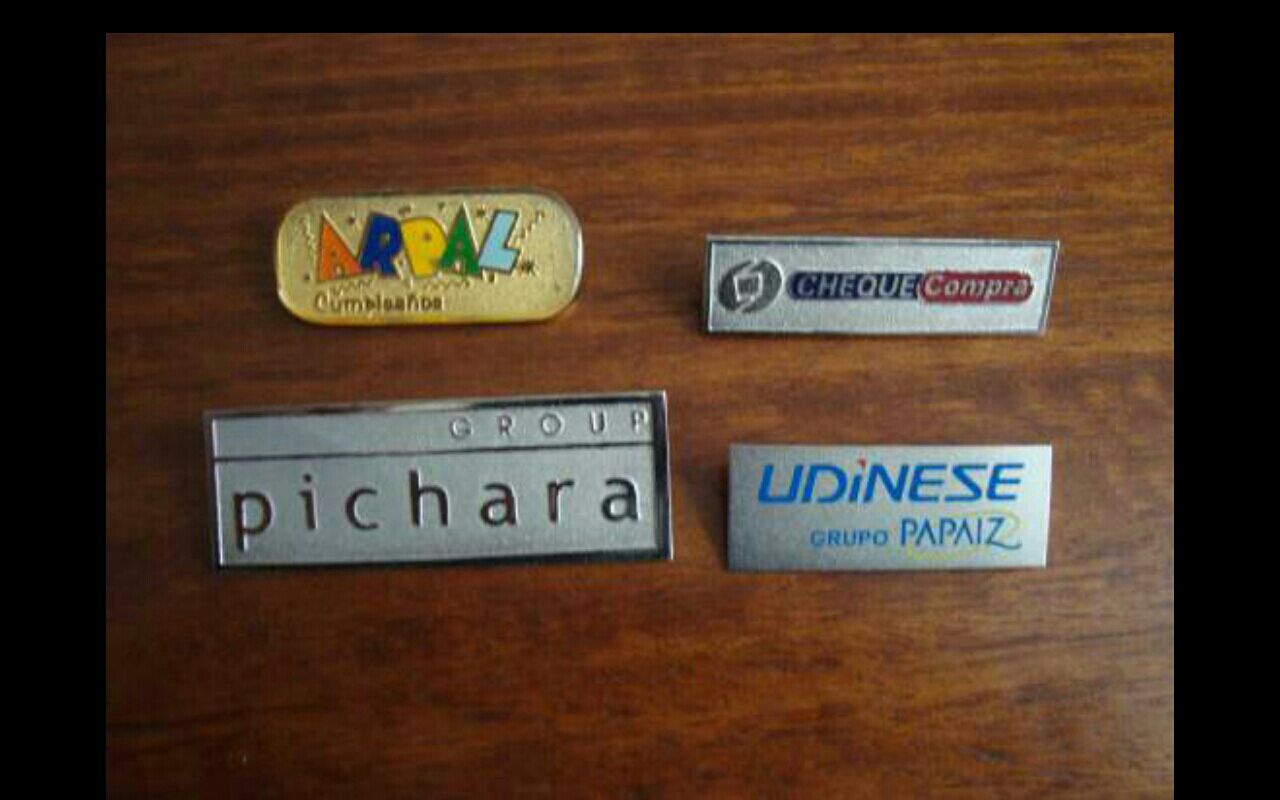 ARPAL
Cumpleaños
CHEQUE Compra
GROUP
pichara
UDiNESE
GRUPO PAPAIZ